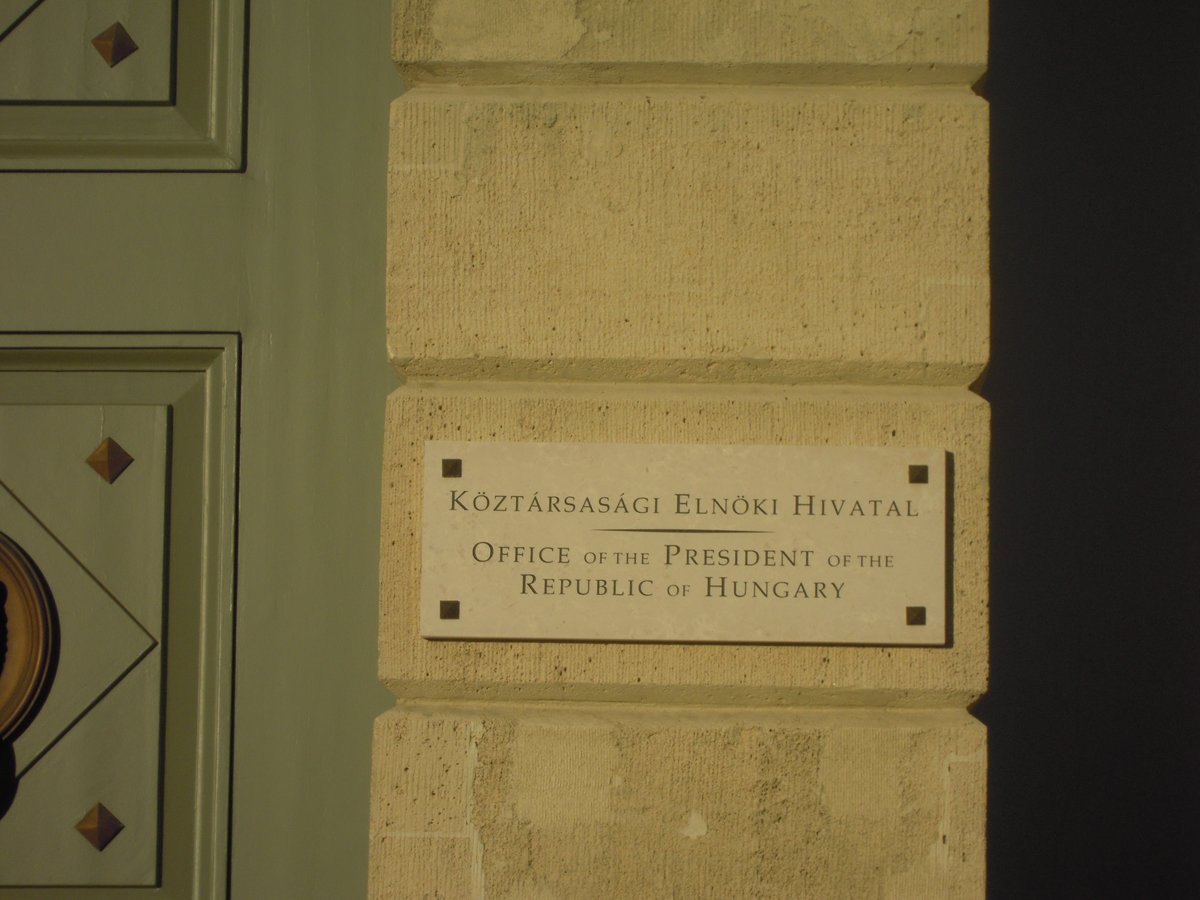 Köztársasági Elnöki Hivatal
Office of the President of the
Republic of Hungary